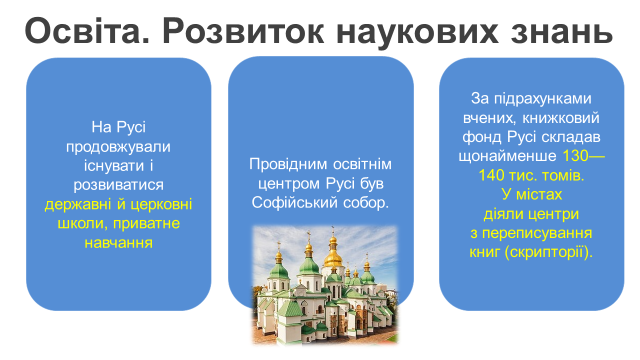 Освіта. Розвиток наукових знань
На Русі
продовжували
існувати і
розвиватися
державні й церковні
школи, приватне
навчання
Провідним освітнім
центром Русі був
Софійський собор.
За підрахунками
вчених, книжковий
фонд Русі складав
щонайменше 130—
140 тис. томів.
У містах
діяли центри
з переписування
книг (скрипторії).